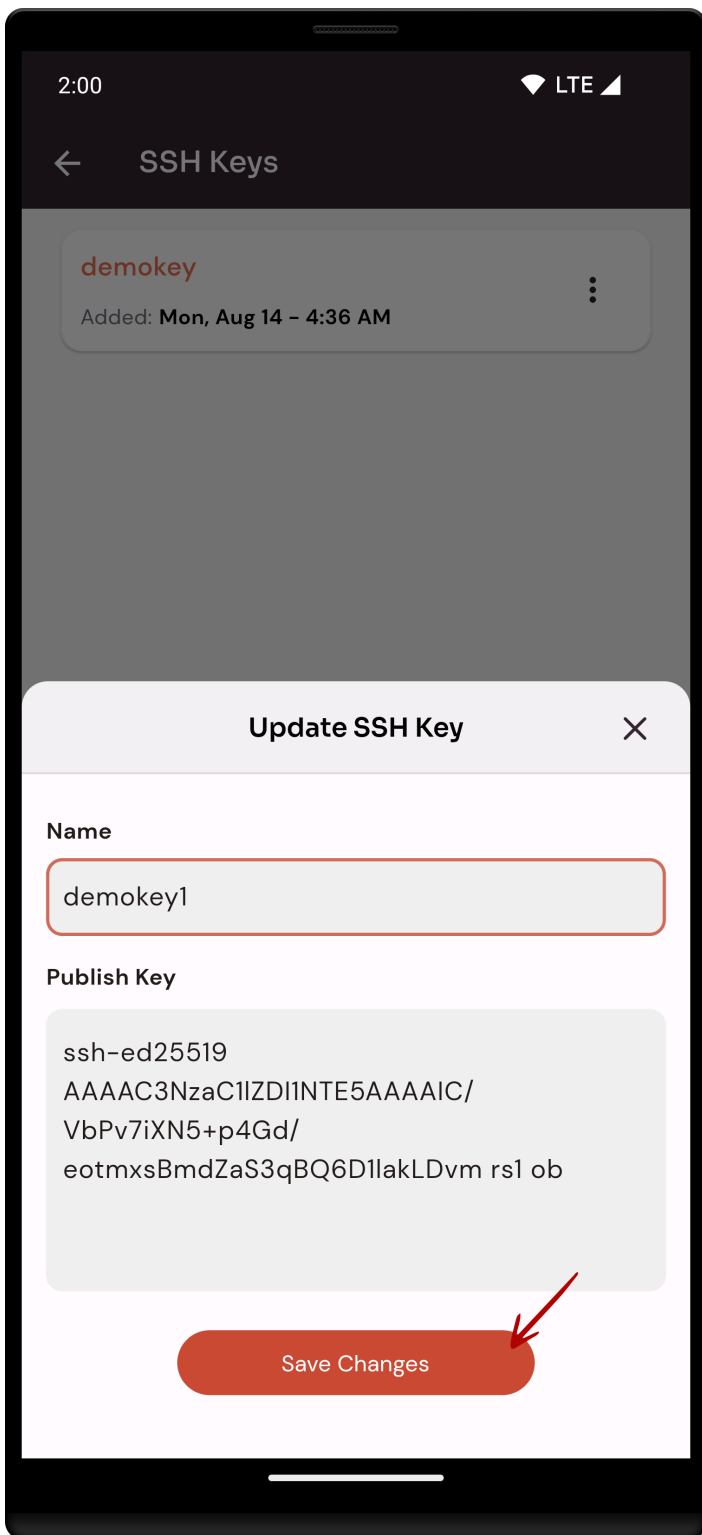 2:00
LTE
SSH Keys
demokey
Added: Mon, Aug 14 - 4:36 AM
Update SSH Key
Name
demokey1
Publish Key
ssh-ed25519
AAAAC3NzaC1lZDI1NTE5AAAAIC/
VbPv7iXN5+p4Gd/
eotmxsBmdZaS3qBQ6D1lakLDvm rs1 ob
Save Changes